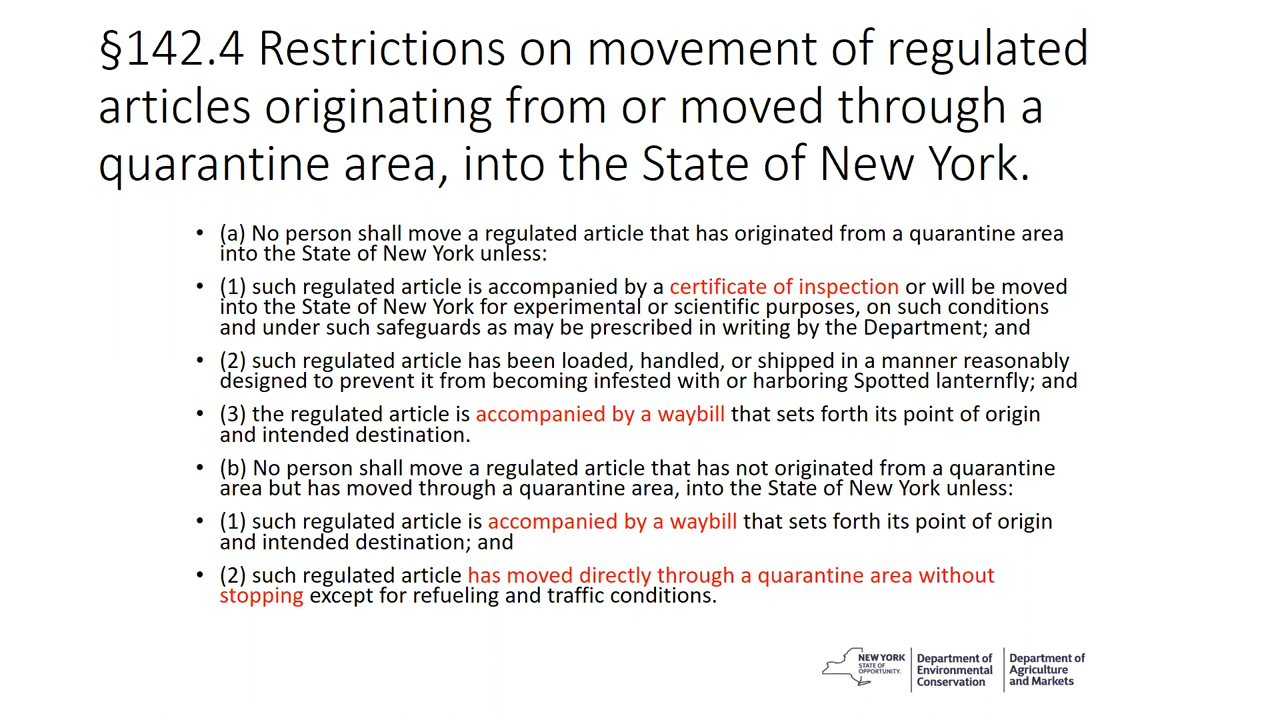 §142.4 Restrictions on movement of regulated
articles originating from or moved through a
quarantine area, into the State of New York.
• (a) No person shall move a regulated article that has originated from a quarantine area
into the State of New York unless:
• (1) such regulated article is accompanied by a certificate of inspection or will be moved
into the State of New York for experimental or scientific purposes, on such conditions
and under such safeguards as may be prescribed in writing by the Department; and
• (2) such regulated article has been loaded, handled, or shipped in a manner reasonably
designed to prevent it from becoming infested with or harboring Spotted lanternfly; and
• (3) the regulated article is accompanied by a waybill that sets forth its point of origin
and intended destination.
• (b) No person shall move a regulated article that has not originated from a quarantine
area but has moved through a quarantine area, into the State of New York unless:
• (1) such regulated article is accompanied by a waybill that sets forth its point of origin
and intended destination; and
• (2) such regulated article has moved directly through a quarantine area without
stopping except for refueling and traffic conditions.
NEW YORK
STATE OF
OPPORTUNITY.
Department of
Environmental
Conservation
Department of
Agriculture
and Markets